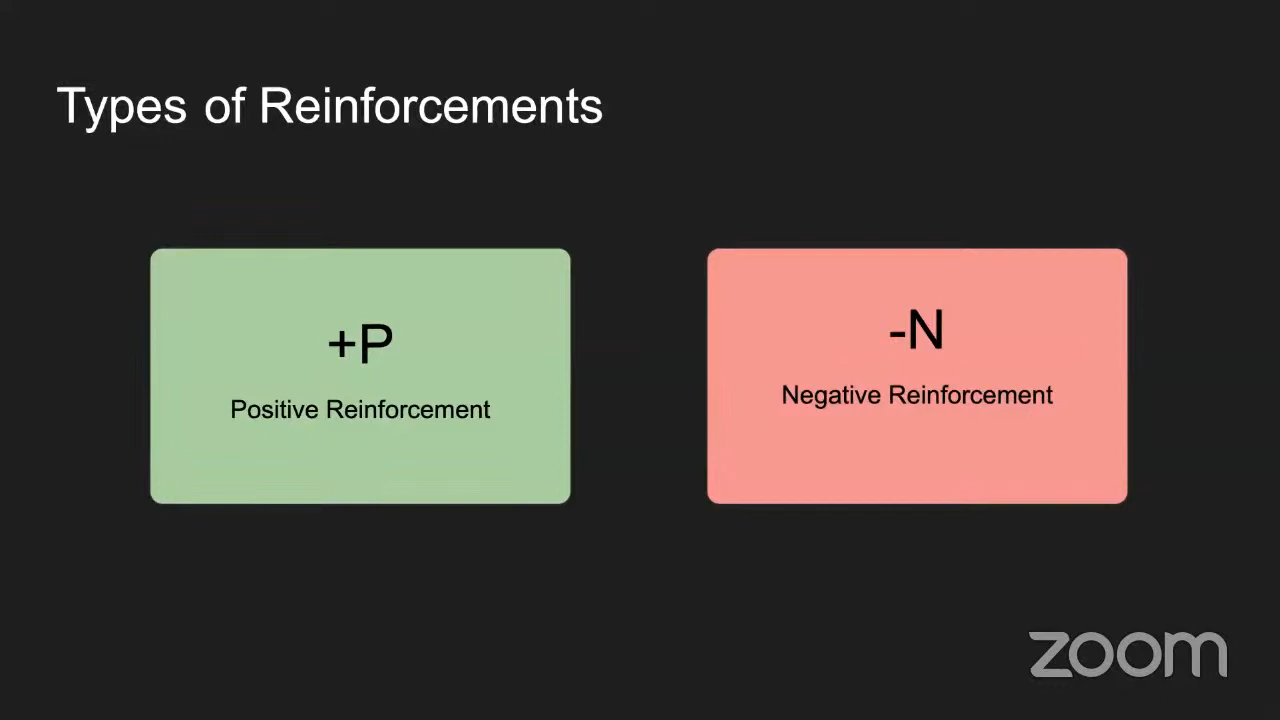 Types of Reinforcements
+P
Positive Reinforcement
-N
Negative Reinforcement
zoom